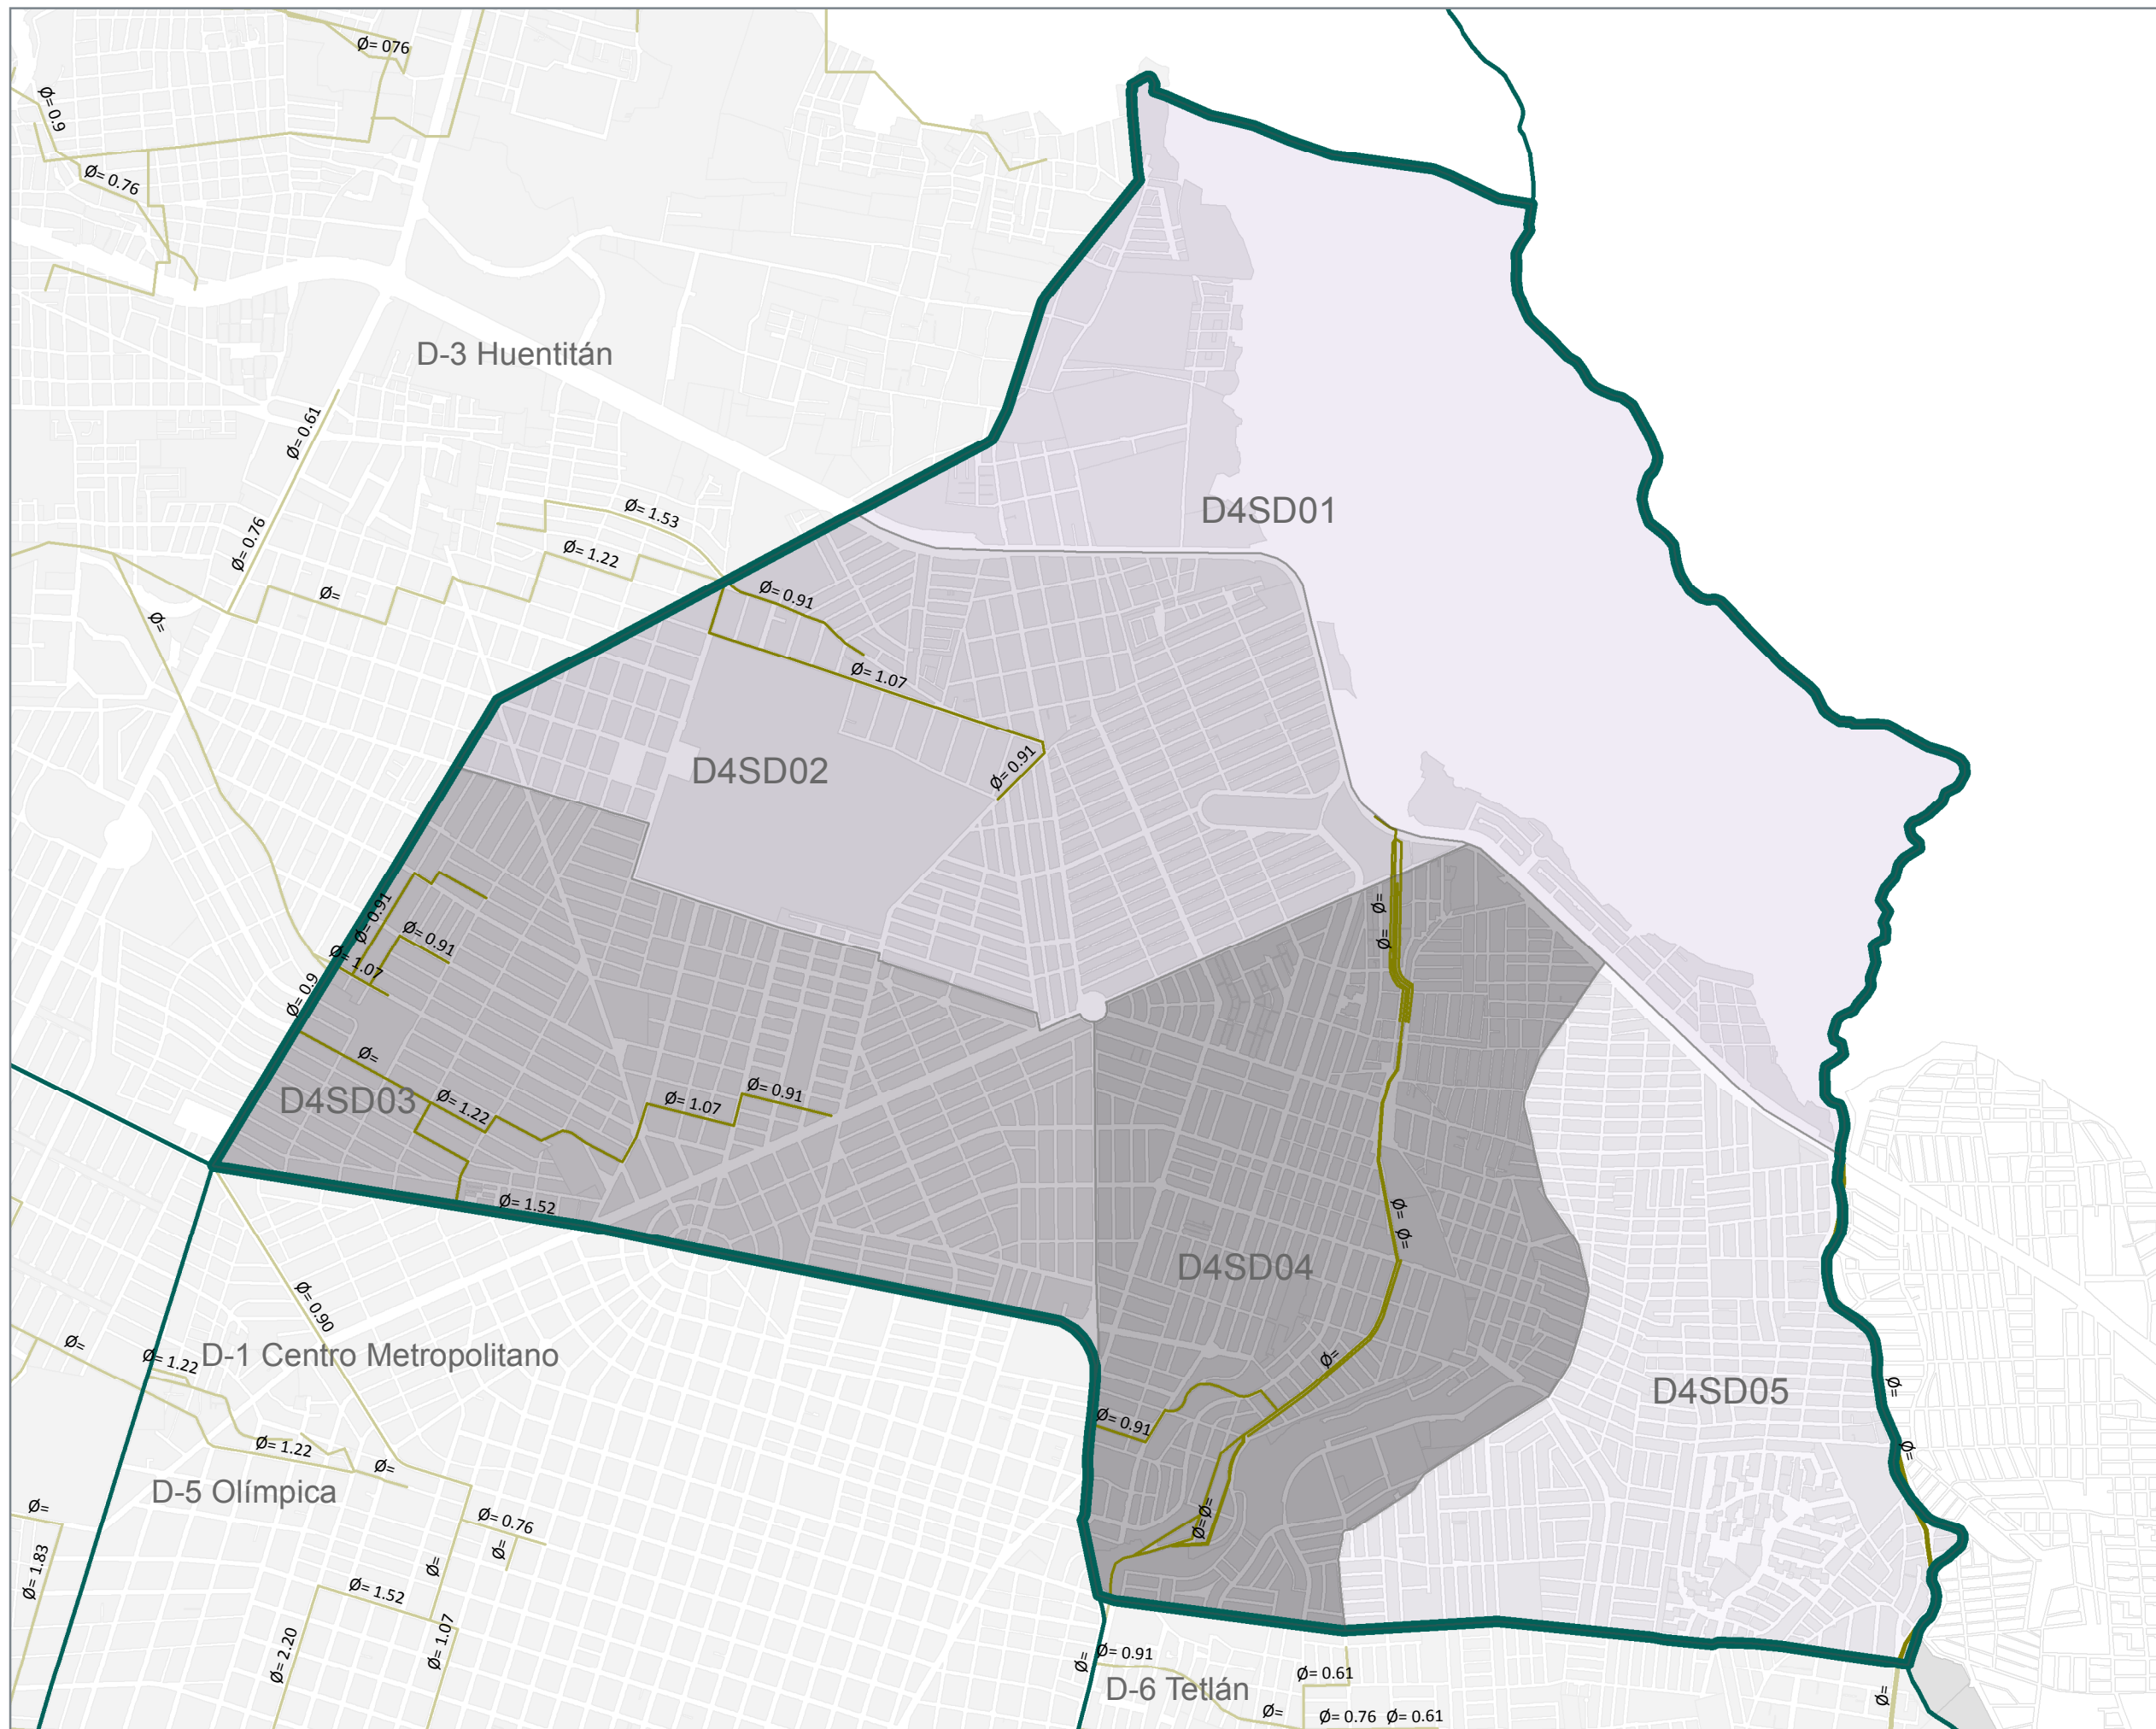 Ø= 076
Ø= 0.9
Ø= 0.76
D-3 Huentitán
Ø= 0.61
D4SD01
Ø= 1.53
Ø= 0.76
Ø= 1.22
Ø=
Ø= 0.91
Ø=
Ø= 1.07
D4SD02
Ø= 0.91
Ø= 0.91
Ø= 0.91
Ø=
Ø=
Ø= 1.07
Ø= 0.9
Ø=
D4SD03
Ø= 1.22
Ø= 1.07
Ø= 0.91
Ø= 1.52
Ø=
Ø=
D4SD04
Ø= 0.90
Ø=
Ø= 1.22
D-1 Centro Metropolitano
Ø=
D4SD05
Ø=
Ø= 0.91
Ø= 1.22
Ø=
Ø=
D-5 Olímpica
Ø=
Ø= 0.76
Ø=
Ø=
Ø=
Ø=
Ø= 1.83
Ø= 1.52
Ø= 1.07
Ø= 2.20
Ø=
Ø= 0.91
Ø= 0.61
D-6 Tetlán
Ø=
Ø=
Ø= 0.76
Ø= 0.61